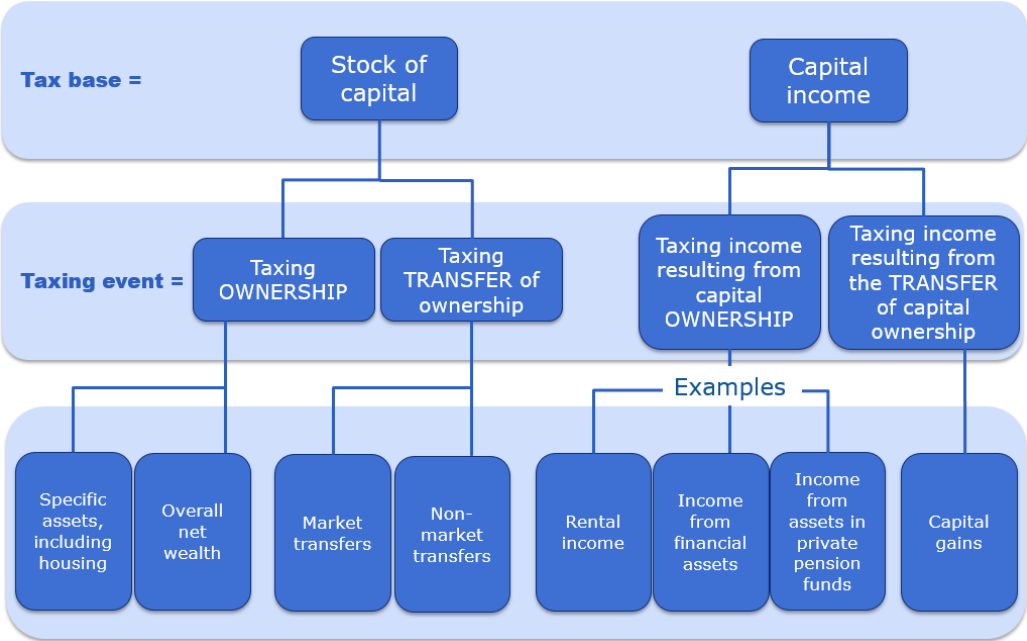 Tax base =
Stock of
capital
Capital
income
Taxing event =
Taxing
OWNERSHIP
Taxing
TRANSFER of
ownership
Taxing income
resulting from
capital
OWNERSHIP
Taxing income
resulting from
the TRANSFER
of capital
ownership
Examples
Specific
assets,
including
housing
Overall
net
wealth
Market
transfers
Non-
market
transfers
Rental
income
Income
from
financial
assets
Income
from
assets in
private
pension
funds
Capital
gains